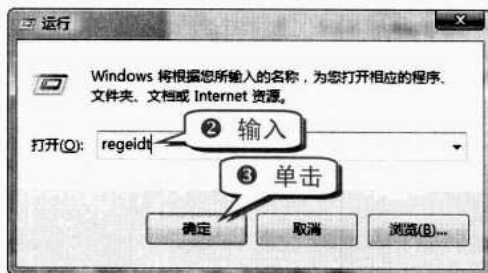 运行
Windows 将根据您所输入的名称，为您打开相应的程序、
文件夹、文档或 Internet 资源。
打开(O): regeidt
❷ 输入
❸ 单击
确定 取消 浏览(B)...